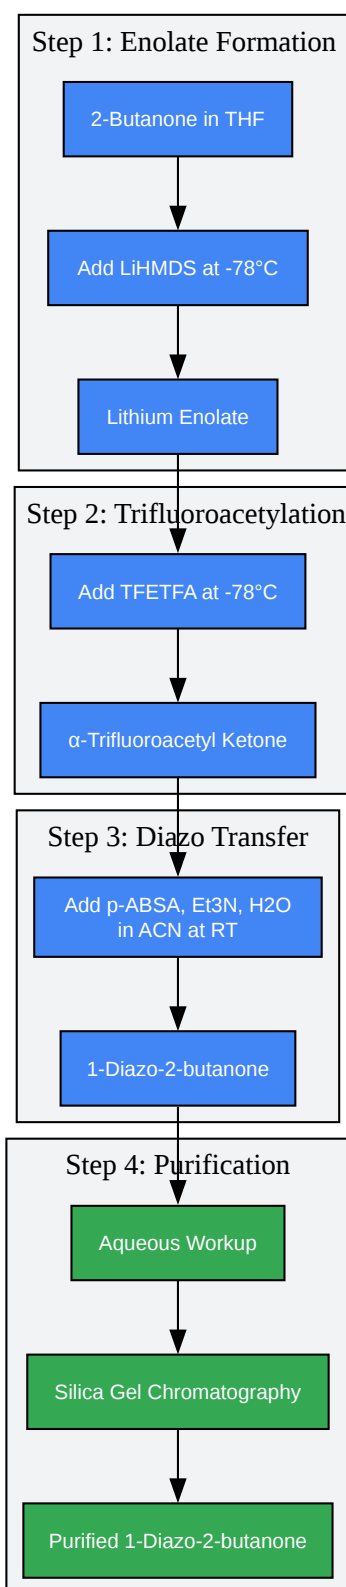 Step 1: Enolate Formation
2-Butanone in THF
Add LiHMDS at -78°C
Lithium Enolate
Step 2: Trifluoroacetylation
Add TFETFA at -78°C
α-Trifluoroacetyl Ketone
Step 3: Diazo Transfer
Add p-ABSA, Et3N, H2O
in ACN at RT
1-Diazo-2-butanone
Step 4: Purification
Aqueous Workup
Silica Gel Chromatography
Purified 1-Diazo-2-butanone